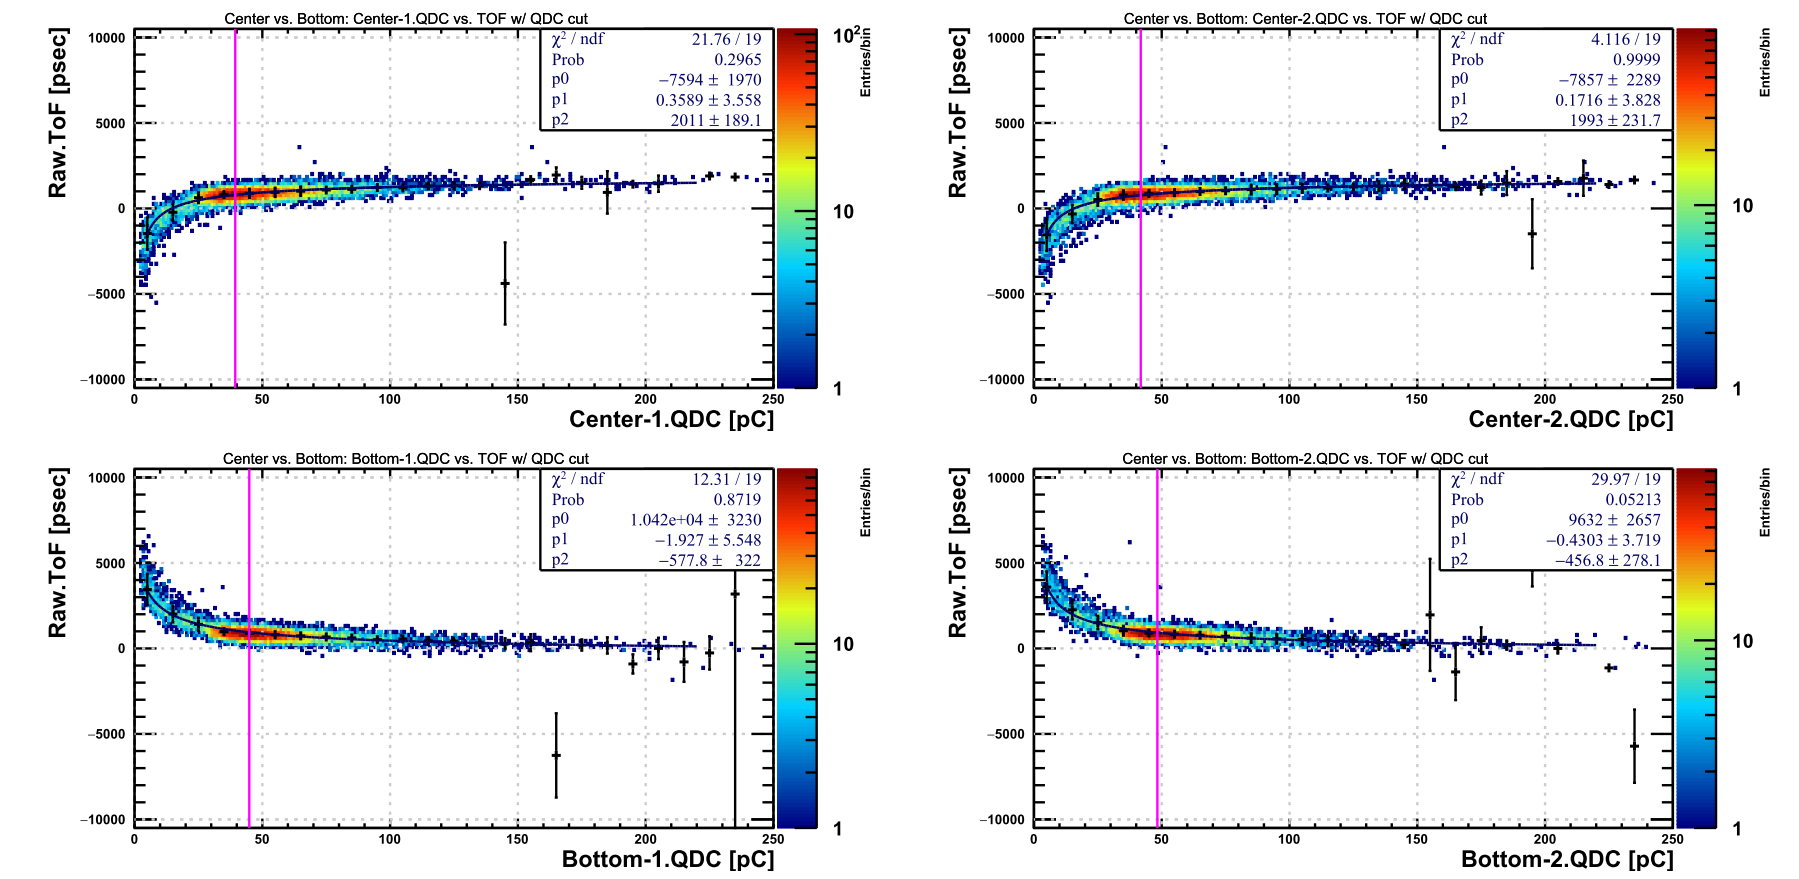 Center vs. Bottom: Center-1.QDC vs. TOF w/ QDC cut
Raw.ToF [psec]
10000
5000
0
−5000
−10000
χ² / ndf 21.76 / 19
Prob 0.2965
p0 −7594 ± 1970
p1 0.3589 ± 3.558
p2 2011 ± 189.1
10²
10
1
Entries/bin
0 50 100 150 200 250
Center-1.QDC [pC]
Center vs. Bottom: Center-2.QDC vs. TOF w/ QDC cut
Raw.ToF [psec]
10000
5000
0
−5000
−10000
χ² / ndf 4.116 / 19
Prob 0.9999
p0 −7857 ± 2289
p1 0.1716 ± 3.828
p2 1993 ± 231.7
10
1
Entries/bin
0 50 100 150 200 250
Center-2.QDC [pC]
Center vs. Bottom: Bottom-1.QDC vs. TOF w/ QDC cut
Raw.ToF [psec]
10000
5000
0
−5000
−10000
χ² / ndf 12.31 / 19
Prob 0.8719
p0 1.042e+04 ± 3230
p1 −1.927 ± 5.548
p2 −577.8 ± 322
10
1
Entries/bin
0 50 100 150 200 250
Bottom-1.QDC [pC]
Center vs. Bottom: Bottom-2.QDC vs. TOF w/ QDC cut
Raw.ToF [psec]
10000
5000
0
−5000
−10000
χ² / ndf 29.97 / 19
Prob 0.05213
p0 9632 ± 2657
p1 −0.4303 ± 3.719
p2 −456.8 ± 278.1
10
1
Entries/bin
0 50 100 150 200 250
Bottom-2.QDC [pC]